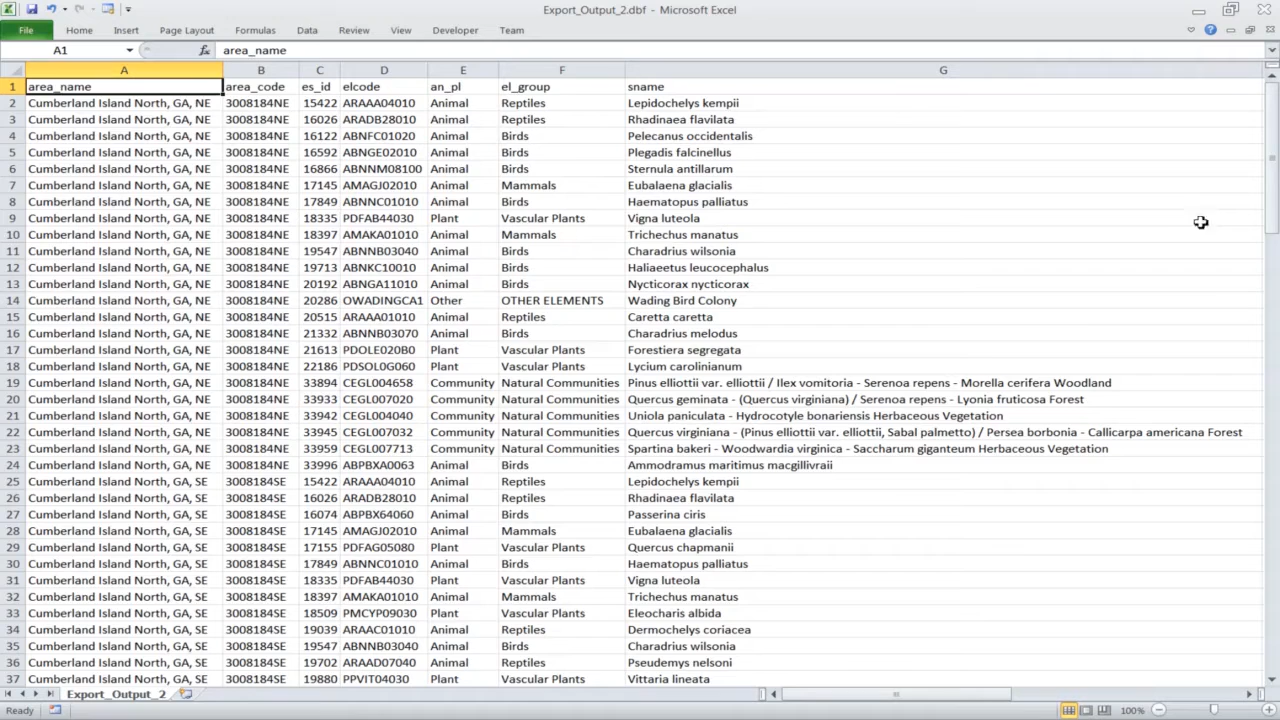 Export_Output_2.dbf - Microsoft Excel
File Home Insert Page Layout Formulas Data Review View Developer Team
A1 fx area_name
A B C D E F G
1 area_name area_code es_id elcode an_pl el_group sname
2 Cumberland Island North, GA, NE 3008184NE 15422 ARAAA04010 Animal Reptiles Lepidochelys kempii
3 Cumberland Island North, GA, NE 3008184NE 16026 ARADB28010 Animal Reptiles Rhadinaea flavilata
4 Cumberland Island North, GA, NE 3008184NE 16122 ABNFC01020 Animal Birds Pelecanus occidentalis
5 Cumberland Island North, GA, NE 3008184NE 16592 ABNGE02010 Animal Birds Plegadis falcinellus
6 Cumberland Island North, GA, NE 3008184NE 16866 ABNNM08100 Animal Birds Sternula antillarum
7 Cumberland Island North, GA, NE 3008184NE 17145 AMAGJ02010 Animal Mammals Eubalaena glacialis
8 Cumberland Island North, GA, NE 3008184NE 17849 ABNNC01010 Animal Birds Haematopus palliatus
9 Cumberland Island North, GA, NE 3008184NE 18335 PDFAB44030 Plant Vascular Plants Vigna luteola
10 Cumberland Island North, GA, NE 3008184NE 18397 AMAKA01010 Animal Mammals Trichechus manatus
11 Cumberland Island North, GA, NE 3008184NE 19547 ABNNB03040 Animal Birds Charadrius wilsonia
12 Cumberland Island North, GA, NE 3008184NE 19713 ABNKC10010 Animal Birds Haliaeetus leucocephalus
13 Cumberland Island North, GA, NE 3008184NE 20192 ABNGA11010 Animal Birds Nycticorax nycticorax
14 Cumberland Island North, GA, NE 3008184NE 20286 OWADINGCA1 Other OTHER ELEMENTS Wading Bird Colony
15 Cumberland Island North, GA, NE 3008184NE 20515 ARAAA01010 Animal Reptiles Caretta caretta
16 Cumberland Island North, GA, NE 3008184NE 21332 ABNNB03070 Animal Birds Charadrius melodus
17 Cumberland Island North, GA, NE 3008184NE 21613 PDOLE020B0 Plant Vascular Plants Forestiera segregata
18 Cumberland Island North, GA, NE 3008184NE 22186 PDSOL0G060 Plant Vascular Plants Lycium carolinianum
19 Cumberland Island North, GA, NE 3008184NE 33894 CEGL004658 Community Natural Communities Pinus elliottii var. elliottii / Ilex vomitoria - Serenoa repens - Morella cerifera Woodland
20 Cumberland Island North, GA, NE 3008184NE 33933 CEGL007020 Community Natural Communities Quercus geminata - (Quercus virginiana) / Serenoa repens - Lyonia fruticosa Forest
21 Cumberland Island North, GA, NE 3008184NE 33942 CEGL004040 Community Natural Communities Uniola paniculata - Hydrocotyle bonariensis Herbaceous Vegetation
22 Cumberland Island North, GA, NE 3008184NE 33945 CEGL007032 Community Natural Communities Quercus virginiana - (Pinus elliottii var. elliottii, Sabal palmetto) / Persea borbonia - Callicarpa americana Forest
23 Cumberland Island North, GA, NE 3008184NE 33959 CEGL007713 Community Natural Communities Spartina bakeri - Woodwardia virginica - Saccharum giganteum Herbaceous Vegetation
24 Cumberland Island North, GA, NE 3008184NE 33996 ABPBXA0063 Animal Birds Ammodramus maritimus macgillivraii
25 Cumberland Island North, GA, SE 3008184SE 15422 ARAAA04010 Animal Reptiles Lepidochelys kempii
26 Cumberland Island North, GA, SE 3008184SE 16026 ARADB28010 Animal Reptiles Rhadinaea flavilata
27 Cumberland Island North, GA, SE 3008184SE 16074 ABPBX64060 Animal Birds Passerina ciris
28 Cumberland Island North, GA, SE 3008184SE 17145 AMAGJ02010 Animal Mammals Eubalaena glacialis
29 Cumberland Island North, GA, SE 3008184SE 17155 PDFAG05080 Plant Vascular Plants Quercus chapmanii
30 Cumberland Island North, GA, SE 3008184SE 17849 ABNNC01010 Animal Birds Haematopus palliatus
31 Cumberland Island North, GA, SE 3008184SE 18335 PDFAB44030 Plant Vascular Plants Vigna luteola
32 Cumberland Island North, GA, SE 3008184SE 18397 AMAKA01010 Animal Mammals Trichechus manatus
33 Cumberland Island North, GA, SE 3008184SE 18509 PMCYP09030 Plant Vascular Plants Eleocharis albida
34 Cumberland Island North, GA, SE 3008184SE 19039 ARAAC01010 Animal Reptiles Dermochelys coriacea
35 Cumberland Island North, GA, SE 3008184SE 19547 ABNNB03040 Animal Birds Charadrius wilsonia
36 Cumberland Island North, GA, SE 3008184SE 19702 ARAAD07040 Animal Reptiles Pseudemys nelsoni
37 Cumberland Island North, GA, SE 3008184SE 19880 PPVIT04030 Plant Vascular Plants Vittaria lineata
Export_Output_2
Ready 100%